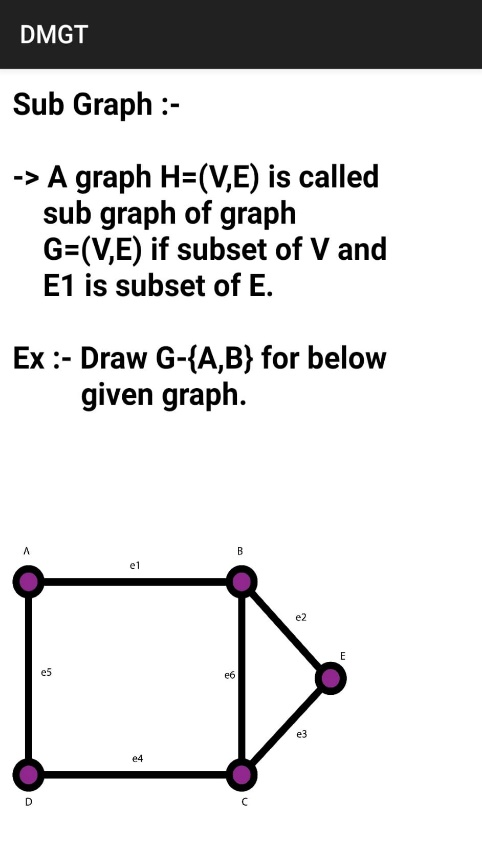 DMGT
Sub Graph :-
-> A graph H=(V,E) is called
sub graph of graph
G=(V,E) if subset of V and
E1 is subset of E.
Ex :- Draw G-{A,B} for below
given graph.
A
B
e1
e2
E
e5
e6
e3
e4
D
C